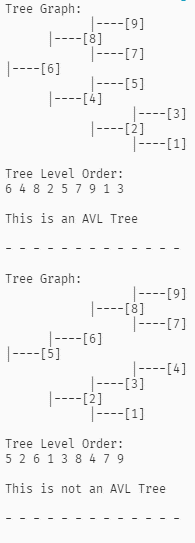 Tree Graph:
            |----[9]
      |----[8]
            |----[7]
|----[6]
            |----[5]
      |----[4]
                  |----[3]
            |----[2]
                  |----[1]
Tree Level Order:
6 4 8 2 5 7 9 1 3
This is an AVL Tree
- - - - - - - - - - - - -
Tree Graph:
                  |----[9]
            |----[8]
                  |----[7]
      |----[6]
|----[5]
                  |----[4]
            |----[3]
      |----[2]
            |----[1]
Tree Level Order:
5 2 6 1 3 8 4 7 9
This is not an AVL Tree
- - - - - - - - - - - - -